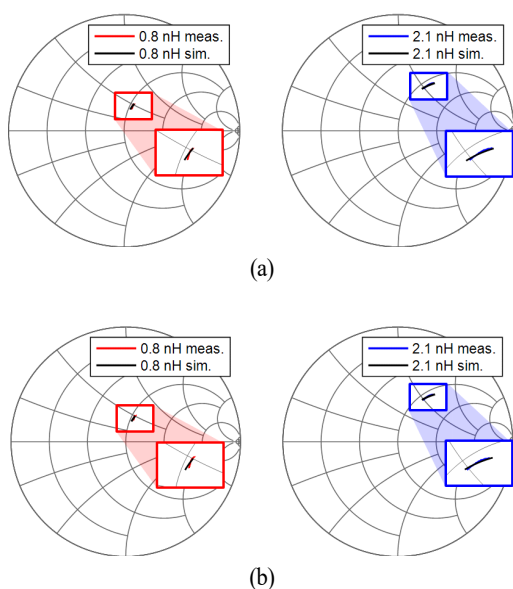 0.8 nH meas.
0.8 nH sim.
2.1 nH meas.
2.1 nH sim.
(a)
0.8 nH meas.
0.8 nH sim.
2.1 nH meas.
2.1 nH sim.
(b)